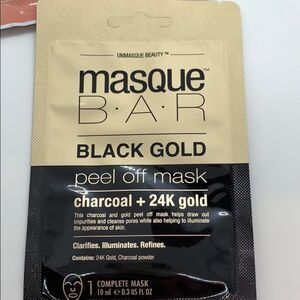 UNMASQUE BEAUTY™
masque™
B·A·R
BLACK GOLD
peel off mask
charcoal + 24K gold
This charcoal and gold peel off mask helps draw out
impurities and cleanse pores while also helping to illuminate
the appearance of skin.
Clarifies. Illuminates. Refines.
Contains: 24K Gold, Charcoal powder
1 COMPLETE MASK
10 ml ℮ 0.3 US FL OZ